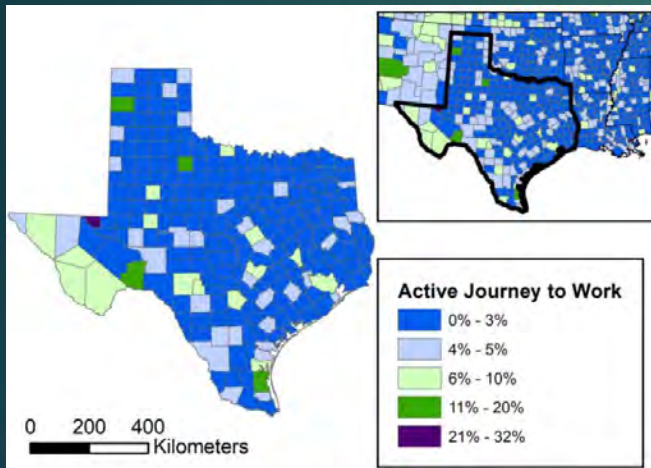 Active Journey to Work
0% - 3%
4% - 5%
6% - 10%
11% - 20%
21% - 32%
0 200 400
Kilometers